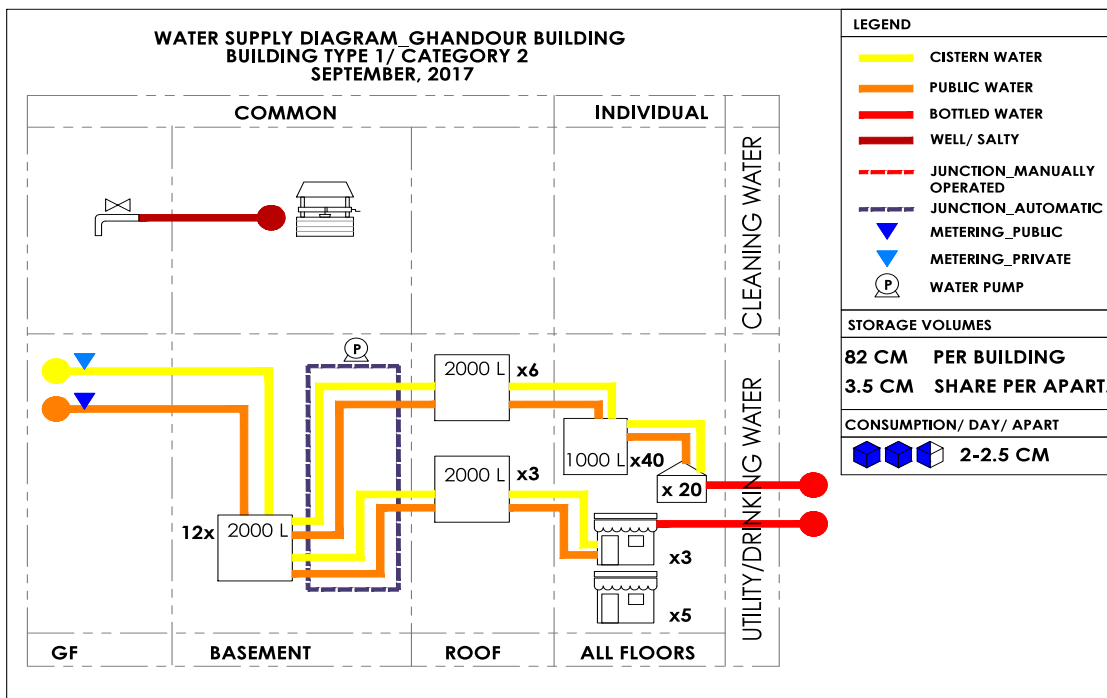 WATER SUPPLY DIAGRAM_GHANDOUR BUILDING
BUILDING TYPE 1/ CATEGORY 2
SEPTEMBER, 2017
COMMON
INDIVIDUAL
CLEANING WATER
P
2000 L x6
1000 L x40
2000 L x3
x 20
12x 2000 L
x3
x5
UTILITY/DRINKING WATER
GF
BASEMENT
ROOF
ALL FLOORS
LEGEND
CISTERN WATER
PUBLIC WATER
BOTTLED WATER
WELL/ SALTY
JUNCTION_MANUALLY
OPERATED
JUNCTION_AUTOMATIC
METERING_PUBLIC
METERING_PRIVATE
P WATER PUMP
STORAGE VOLUMES
82 CM PER BUILDING
3.5 CM SHARE PER APART.
CONSUMPTION/ DAY/ APART
2-2.5 CM